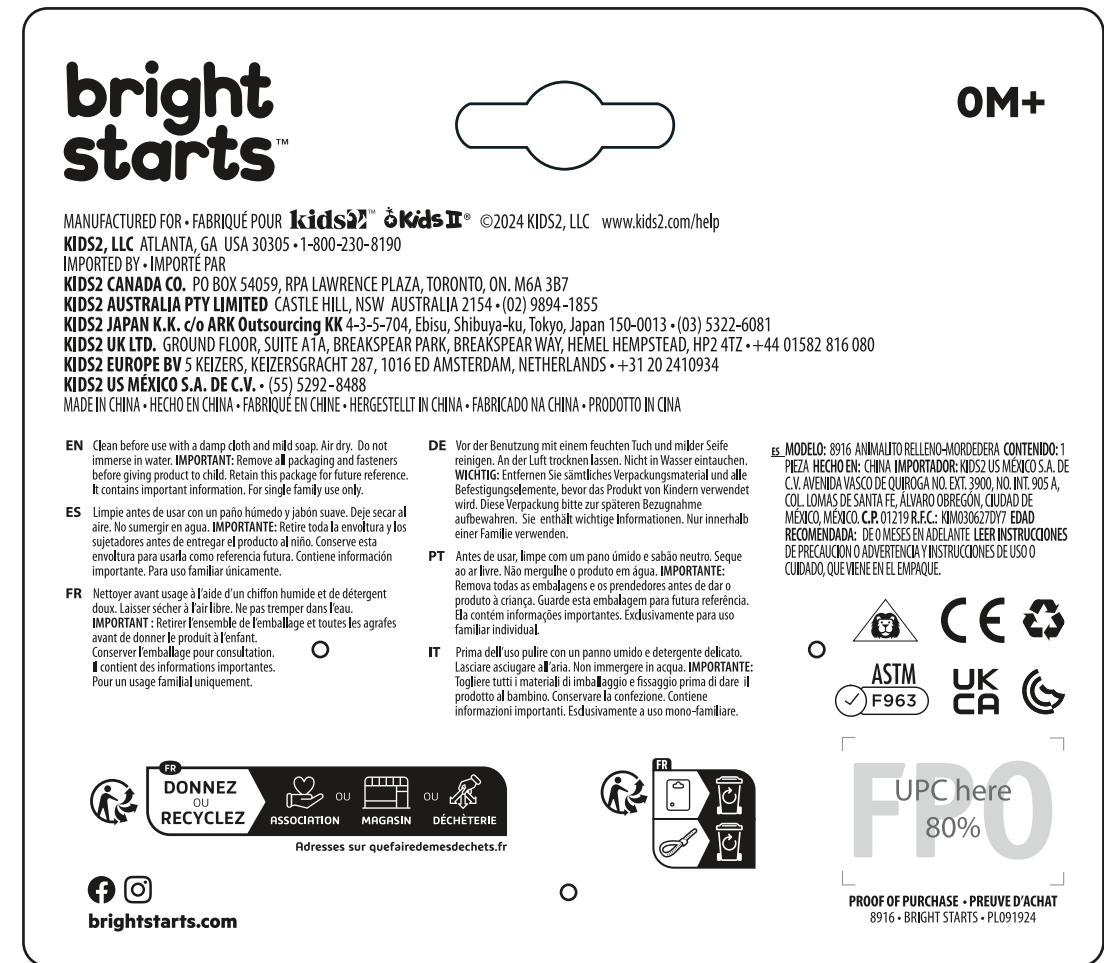 bright
starts™
0M+
MANUFACTURED FOR • FABRIQUÉ POUR kids2™ Kids II® ©2024 KIDS2, LLC www.kids2.com/help
KIDS2, LLC ATLANTA, GA USA 30305 • 1-800-230-8190
IMPORTED BY • IMPORTÉ PAR
KIDS2 CANADA CO. PO BOX 54059, RPA LAWRENCE PLAZA, TORONTO, ON. M6A 3B7
KIDS2 AUSTRALIA PTY LIMITED CASTLE HILL, NSW AUSTRALIA 2154 • (02) 9894-1855
KIDS2 JAPAN K.K. c/o ARK Outsourcing KK 4-3-5-704, Ebisu, Shibuya-ku, Tokyo, Japan 150-0013 • (03) 5322-6081
KIDS2 UK LTD. GROUND FLOOR, SUITE A1A, BREAKSPEAR PARK, BREAKSPEAR WAY, HEMEL HEMPSTEAD, HP2 4TZ • +44 01582 816 080
KIDS2 EUROPE BV 5 KEIZERS, KEIZERSGRACHT 287, 1016 ED AMSTERDAM, NETHERLANDS • +31 20 2410934
KIDS2 US MÉXICO S.A. DE C.V. • (55) 5292-8488
MADE IN CHINA • HECHO EN CHINA • FABRIQUÉ EN CHINE • HERGESTELLT IN CHINA • FABRICADO NA CHINA • PRODOTTO IN CINA
EN Clean before use with a damp cloth and mild soap. Air dry. Do not
immerse in water. IMPORTANT: Remove all packaging and fasteners
before giving product to child. Retain this package for future reference.
It contains important information. For single family use only.
ES Limpie antes de usar con un paño húmedo y jabón suave. Deje secar al
aire. No sumergir en agua. IMPORTANTE: Retire toda la envoltura y los
sujetadores antes de entregar el producto al niño. Conserve esta
envoltura para usarla como referencia futura. Contiene información
importante. Para uso familiar únicamente.
FR Nettoyer avant usage à l'aide d'un chiffon humide et de détergent
doux. Laisser sécher à l'air libre. Ne pas tremper dans l'eau.
IMPORTANT : Retirer l'ensemble de l'emballage et toutes les agrafes
avant de donner le produit à l'enfant.
Conserver l'emballage pour consultation.
Il contient des informations importantes.
Pour un usage familial uniquement.
DE Vor der Benutzung mit einem feuchten Tuch und milder Seife
reinigen. An der Luft trocknen lassen. Nicht in Wasser eintauchen.
WICHTIG: Entfernen Sie sämtliches Verpackungsmaterial und alle
Befestigungselemente, bevor das Produkt von Kindern verwendet
wird. Diese Verpackung bitte zur späteren Bezugnahme
aufbewahren. Sie enthält wichtige Informationen. Nur innerhalb
einer Familie verwenden.
PT Antes de usar, limpe com um pano úmido e sabão neutro. Seque
ao ar livre. Não mergulhe o produto em água. IMPORTANTE:
Remova todas as embalagens e os prendedores antes de dar o
produto à criança. Guarde esta embalagem para futura referência.
Ela contém informações importantes. Exclusivamente para uso
familiar individual.
IT Prima dell'uso pulire con un panno umido e detergente delicato.
Lasciare asciugare all'aria. Non immergere in acqua. IMPORTANTE:
Togliere tutti i materiali di imballaggio e fissaggio prima di dare il
prodotto al bambino. Conservare la confezione. Contiene
informazioni importanti. Esclusivamente a uso mono-familiare.
ES MODELO: 8916 ANIMALITO RELLENO-MORDEDERA CONTENIDO: 1
PIEZA HECHO EN: CHINA IMPORTADOR: KIDS2 US MÉXICO S.A. DE
C.V. AVENIDA VASCO DE QUIROGA NO. EXT. 3900, NO. INT. 905 A,
COL. LOMAS DE SANTA FE, ÁLVARO OBREGÓN, CIUDAD DE
MÉXICO, MÉXICO. C.P. 01219 R.F.C.: KIM030627DY7 EDAD
RECOMENDADA: DE 0 MESES EN ADELANTE LEER INSTRUCCIONES
DE PRECAUCION O ADVERTENCIA Y INSTRUCCIONES DE USO O
CUIDADO, QUE VIENE EN EL EMPAQUE.
CE
ASTM
F963
UK
CA
FR
DONNEZ
OU
RECYCLEZ
ASSOCIATION OU MAGASIN OU DÉCHÈTERIE
Adresses sur quefairedemesdechets.fr
FR
FPO
UPC here
80%
PROOF OF PURCHASE • PREUVE D'ACHAT
8916 • BRIGHT STARTS • PL091924
brightstarts.com